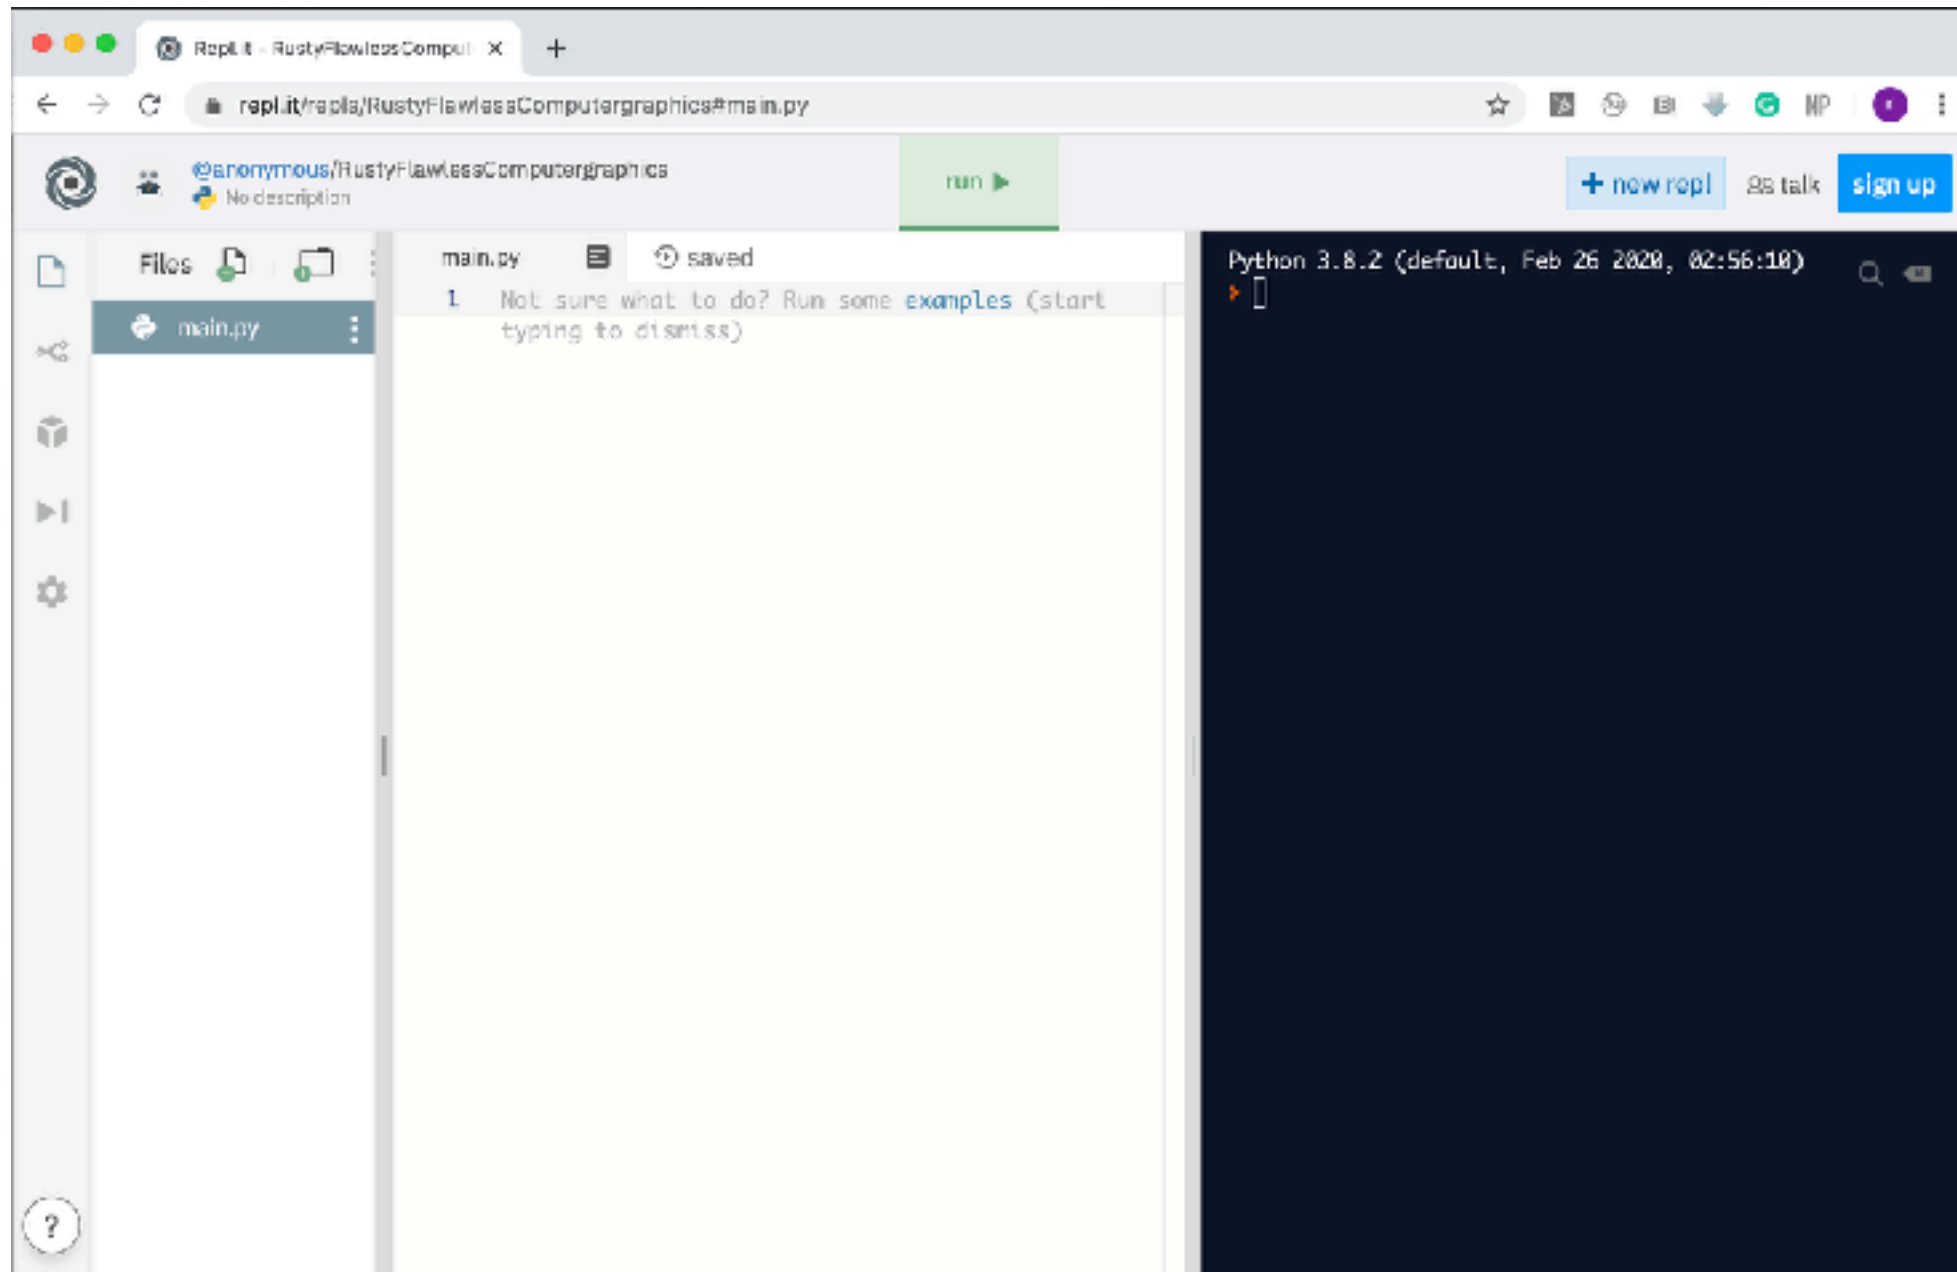 Repl.it - RustyFlawlessComput
repl.it/repls/RustyFlawlessComputergraphics#main.py
NP
@anonymous/RustyFlawlessComputergraphics
No description
run
+ new repl
talk
sign up
Files
main.py
main.py
saved
1 Not sure what to do? Run some examples (start
typing to dismiss)
Python 3.8.2 (default, Feb 26 2020, 02:56:10)
?